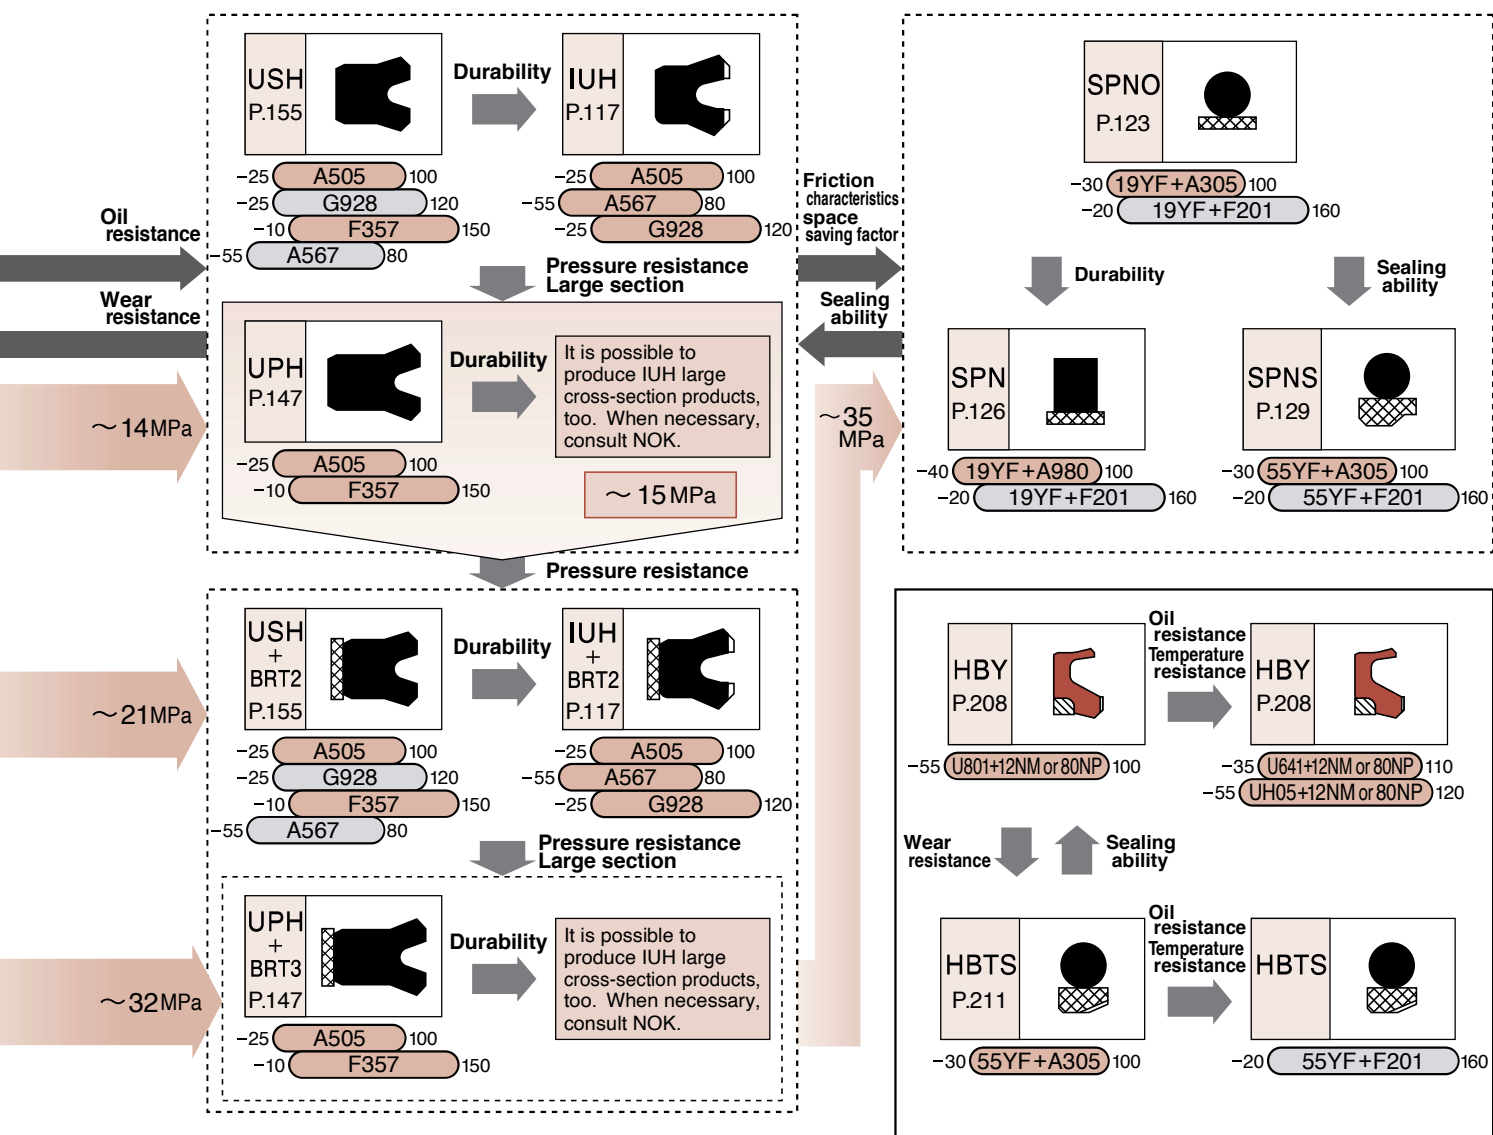 Oil
resistance
Wear
resistance
~14MPa
~21MPa
~32MPa
USH
P.155
Durability
IUH
P.117
-25 A505 100
-25 G928 120
-10 F357 150
-55 A567 80
-25 A505 100
-55 A567 80
-25 G928 120
Pressure resistance
Large section
UPH
P.147
Durability
It is possible to
produce IUH large
cross-section products,
too. When necessary,
consult NOK.
-25 A505 100
-10 F357 150
~15MPa
Pressure resistance
USH
+
BRT2
P.155
Durability
IUH
+
BRT2
P.117
-25 A505 100
-25 G928 120
-10 F357 150
-55 A567 80
-25 A505 100
-55 A567 80
-25 G928 120
Pressure resistance
Large section
UPH
+
BRT3
P.147
Durability
It is possible to
produce IUH large
cross-section products,
too. When necessary,
consult NOK.
-25 A505 100
-10 F357 150
Friction
characteristics
space
saving factor
Sealing
ability
~35
MPa
SPNO
P.123
-30 19YF+A305 100
-20 19YF+F201 160
Durability
Sealing
ability
SPN
P.126
-40 19YF+A980 100
-20 19YF+F201 160
SPNS
P.129
-30 55YF+A305 100
-20 55YF+F201 160
HBY
P.208
Oil
resistance
Temperature
resistance
HBY
P.208
-55 U801+12NM or 80NP 100
-35 U641+12NM or 80NP 110
-55 UH05+12NM or 80NP 120
Wear
resistance
Sealing
ability
HBTS
P.211
Oil
resistance
Temperature
resistance
HBTS
-30 55YF+A305 100
-20 55YF+F201 160